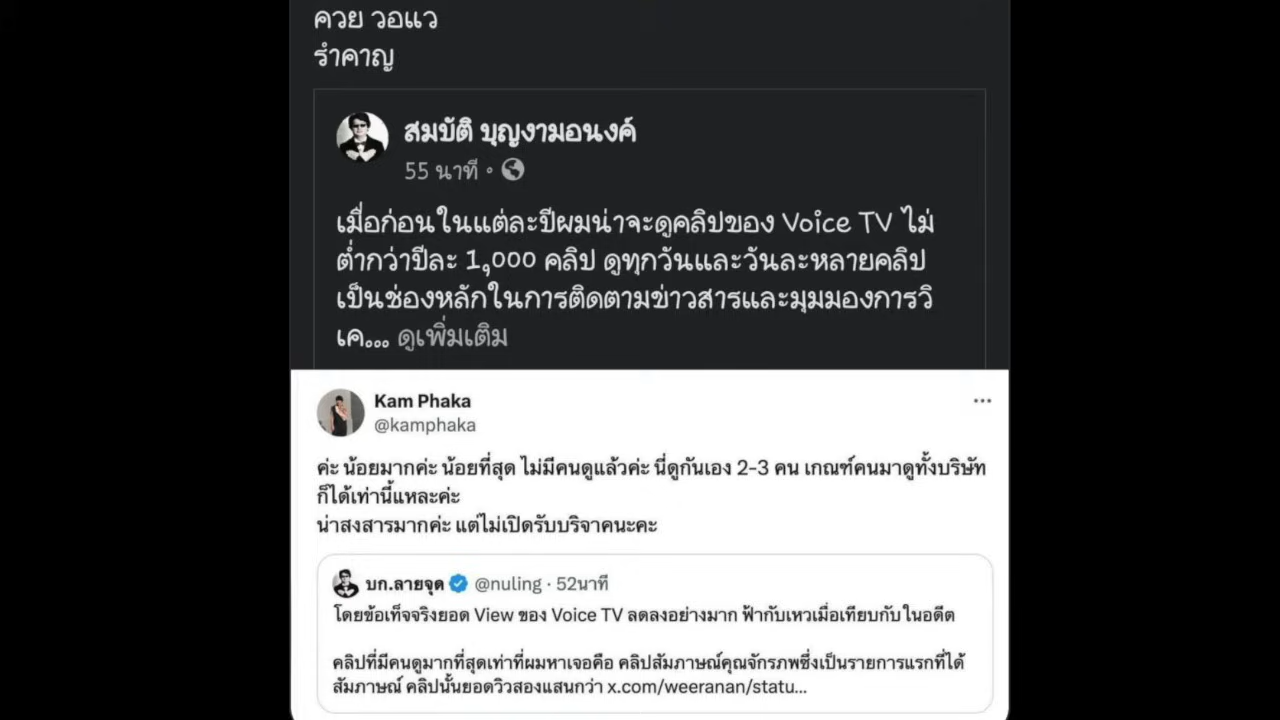 ควย วอแว
รำคาญ
สมบัติ บุญงามอนงค์
55 นาที •
เมื่อก่อนในแต่ละปีผมน่าจะดูคลิปของ Voice TV ไม่
ต่ำกว่าปีละ 1,000 คลิป ดูทุกวันและวันละหลายคลิป
เป็นช่องหลักในการติดตามข่าวสารและมุมมองการวิ
เค... ดูเพิ่มเติม
Kam Phaka
@kamphaka
ค่ะ น้อยมากค่ะ น้อยที่สุด ไม่มีคนดูแล้วค่ะ นี่ดูกันเอง 2-3 คน เกณฑ์คนมาดูทั้งบริษัท
ก็ได้เท่านี้แหละค่ะ
น่าสงสารมากค่ะ แต่ไม่เปิดรับบริจาคนะคะ
บก.ลายจุด @nuling · 52นาที
โดยข้อเท็จจริงยอด View ของ Voice TV ลดลงอย่างมาก ฟ้ากับเหวเมื่อเทียบกับในอดีต
คลิปที่มีคนดูมากที่สุดเท่าที่ผมหาเจอคือ คลิปสัมภาษณ์คุณจักรภพซึ่งเป็นรายการแรกที่ได้
สัมภาษณ์ คลิปนั้นยอดวิวสองแสนกว่า x.com/weeranan/statu...